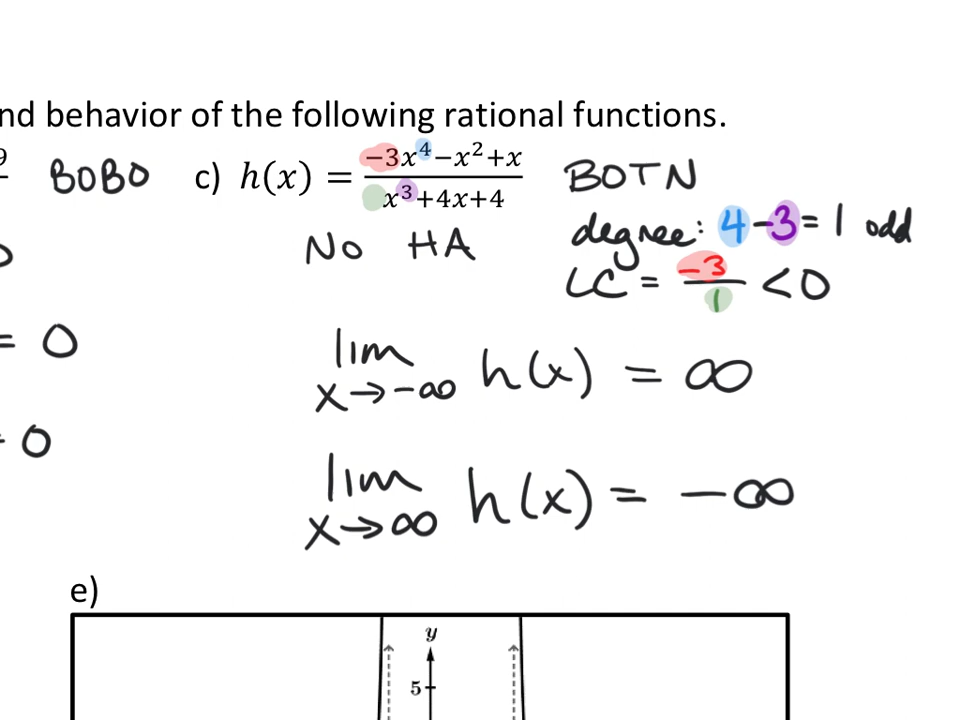 nd behavior of the following rational functions.
9 BOBO c) h(x) = (-3x⁴-x²+x)/(x³+4x+4) BOTN
No HA degree: 4-3=1 odd
LC = -3/1 <0
= 0
lim x→-∞ h(x) = ∞
= 0
lim x→∞ h(x) = -∞
e)
y
5